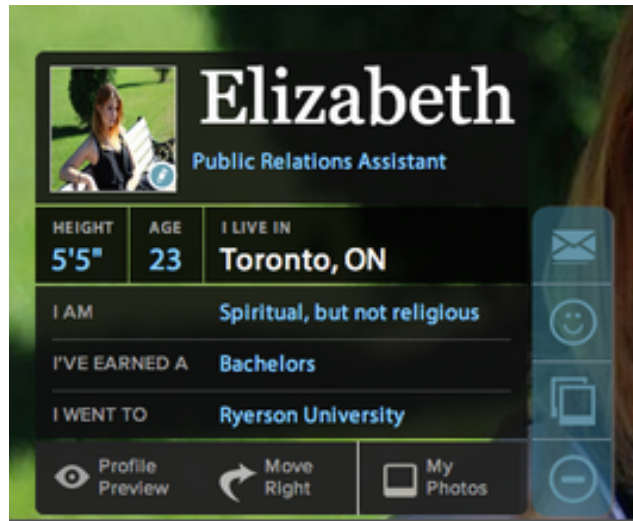 Elizabeth
Public Relations Assistant
HEIGHT AGE I LIVE IN
5'5" 23 Toronto, ON
I AM Spiritual, but not religious
I'VE EARNED A Bachelors
I WENT TO Ryerson University
Profile Preview
Move Right
My Photos